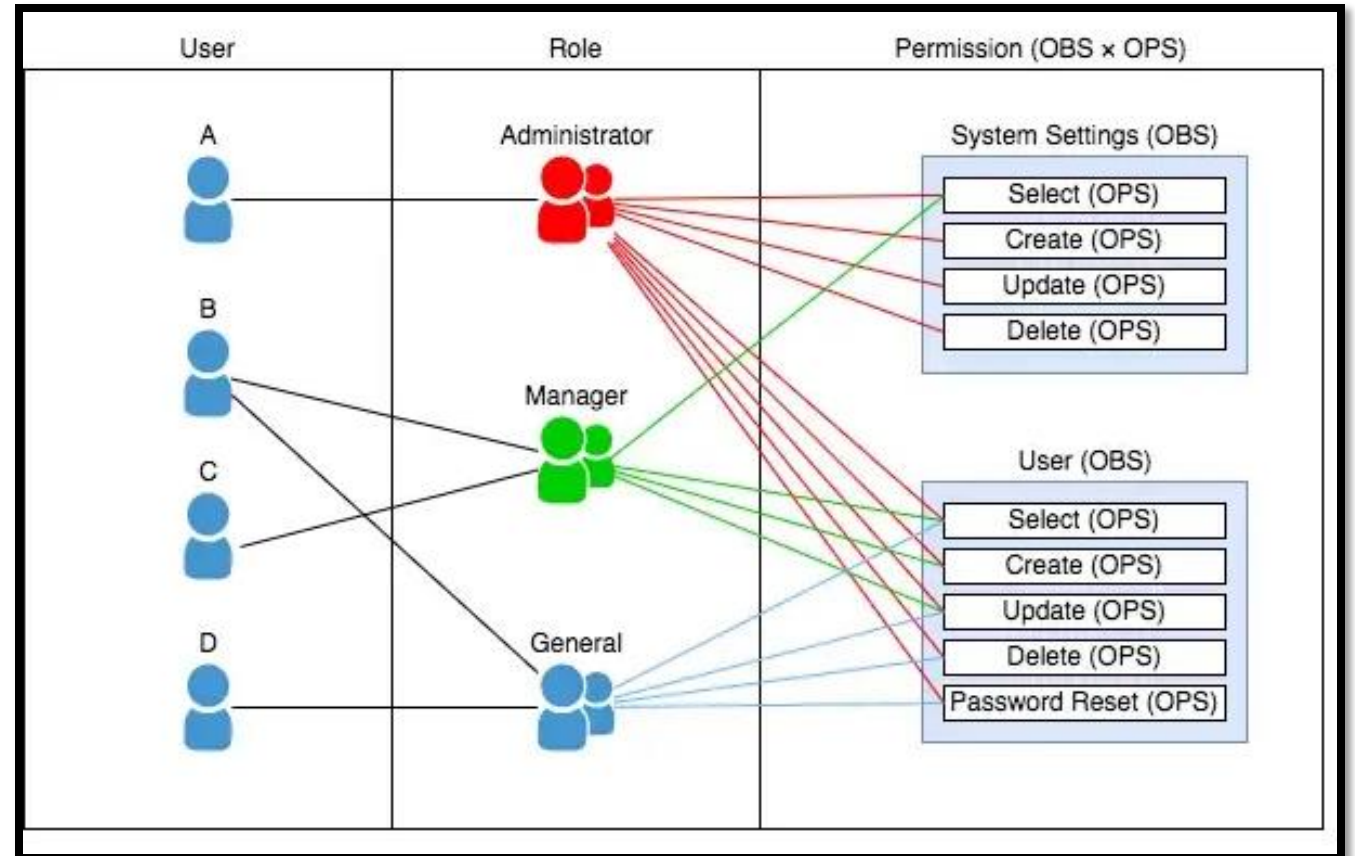 User Role Permission (OBS × OPS)
A
Administrator
System Settings (OBS)
Select (OPS)
Create (OPS)
Update (OPS)
Delete (OPS)
B
Manager
C
User (OBS)
Select (OPS)
Create (OPS)
Update (OPS)
Delete (OPS)
Password Reset (OPS)
D
General